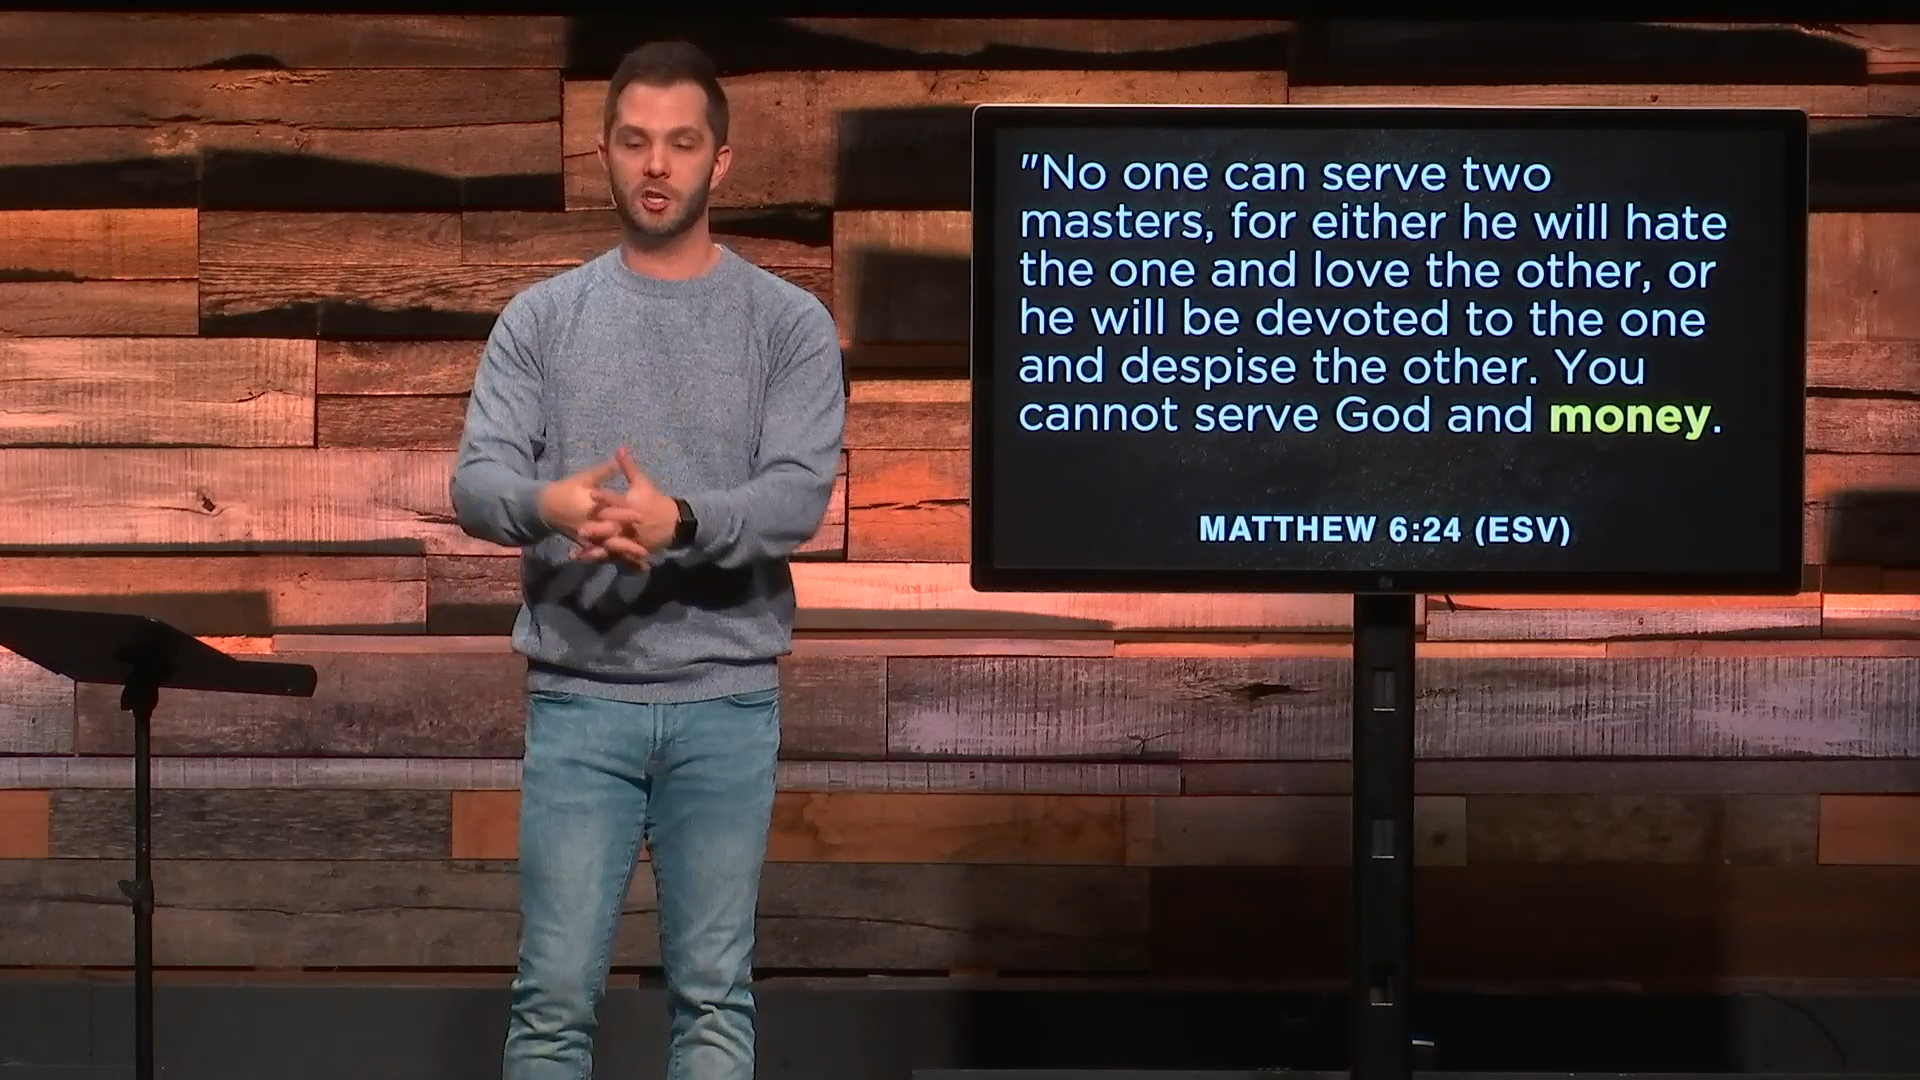 "No one can serve two
masters, for either he will hate
the one and love the other, or
he will be devoted to the one
and despise the other. You
cannot serve God and money.
MATTHEW 6:24 (ESV)